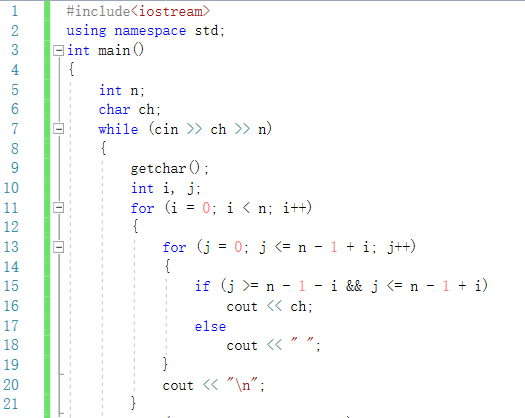 1 #include<iostream>
2 using namespace std;
3 int main()
4 {
5 int n;
6 char ch;
7 while (cin >> ch >> n)
8 {
9 getchar();
10 int i, j;
11 for (i = 0; i < n; i++)
12 {
13 for (j = 0; j <= n - 1 + i; j++)
14 {
15 if (j >= n - 1 - i && j <= n - 1 + i)
16 cout << ch;
17 else
18 cout << " ";
19 }
20 cout << "\n";
21 }